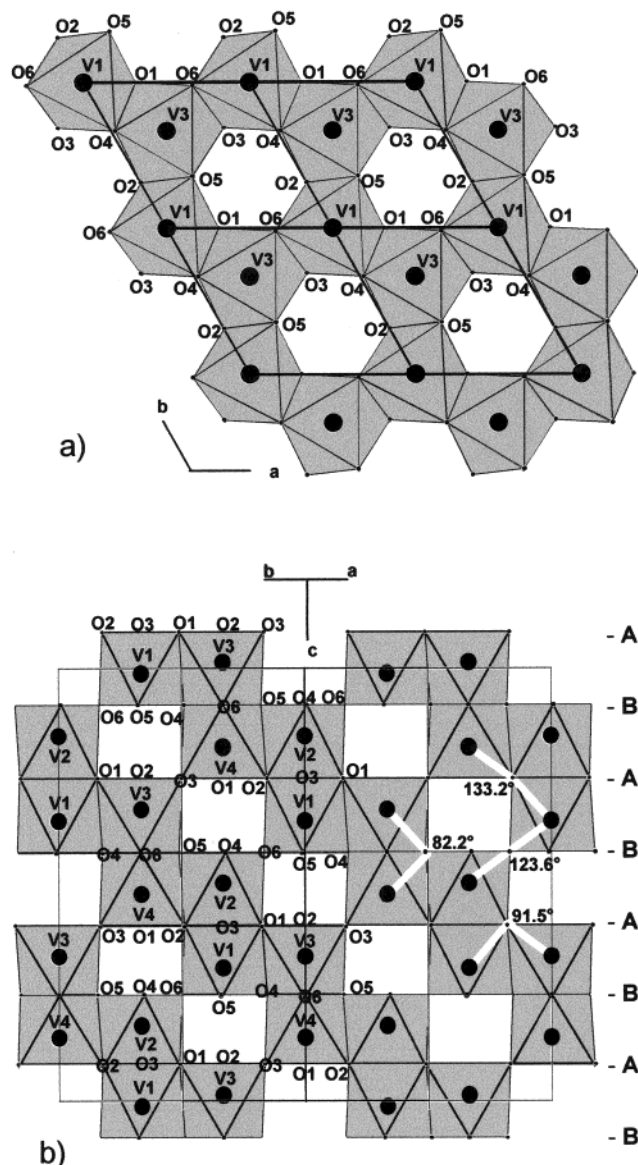 O2 O5 O2 O5 O2 O5
O6 V1 O1 O6 V1 O1 O6 V1 O1 O6
O3 O4 V3 O3 O4 V3 O3 O4 V3 O3
O2 O5 O2 O5 O2 O5
O6 V1 O1 O6 V1 O1 O6 V1 O1
O3 O4 V3 O3 O4 V3 O3 O4
O2 O5 O2 O5
b
a
a)
b a
c
O2 O3 O1 O2 O3 - A
V1 V3
O6 O5 O4 O6 O5 O4 O6 - B
V2 V4 V2
O1 O2 O3 O1 O2 O3 O1 - A
133.2°
V1 V3 V1
82.2°
O4 O6 O5 O4 O6 O5 O4 - B
123.6°
V4 V2
91.5°
O3 O1 O2 O3 O1 O2 O3 - A
V3 V1 V3
O5 O4 O6 O5 O4 O6 O5 - B
V4 V2 V4
O2 O3 O1 O2 O3 O1 O2 - A
V1 V3
- B
b)